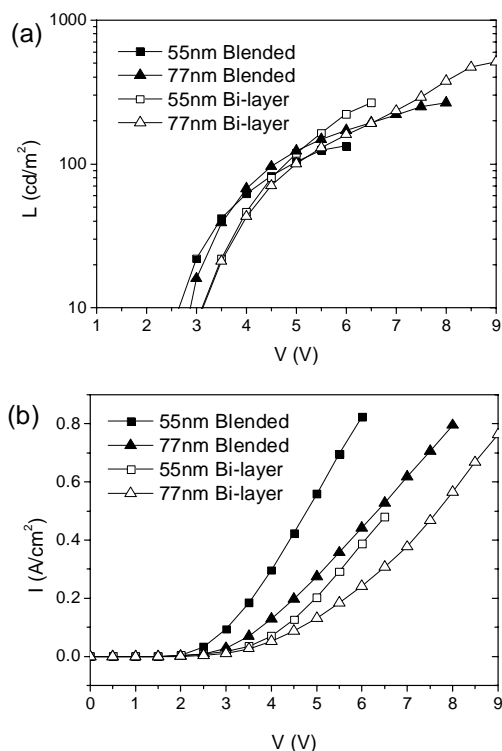 (a)
1000
100
10
L (cd/m²)
55nm Blended
77nm Blended
55nm Bi-layer
77nm Bi-layer
1 2 3 4 5 6 7 8 9
V (V)
(b)
0.8
0.6
0.4
0.2
0.0
I (A/cm²)
55nm Blended
77nm Blended
55nm Bi-layer
77nm Bi-layer
0 1 2 3 4 5 6 7 8 9
V (V)